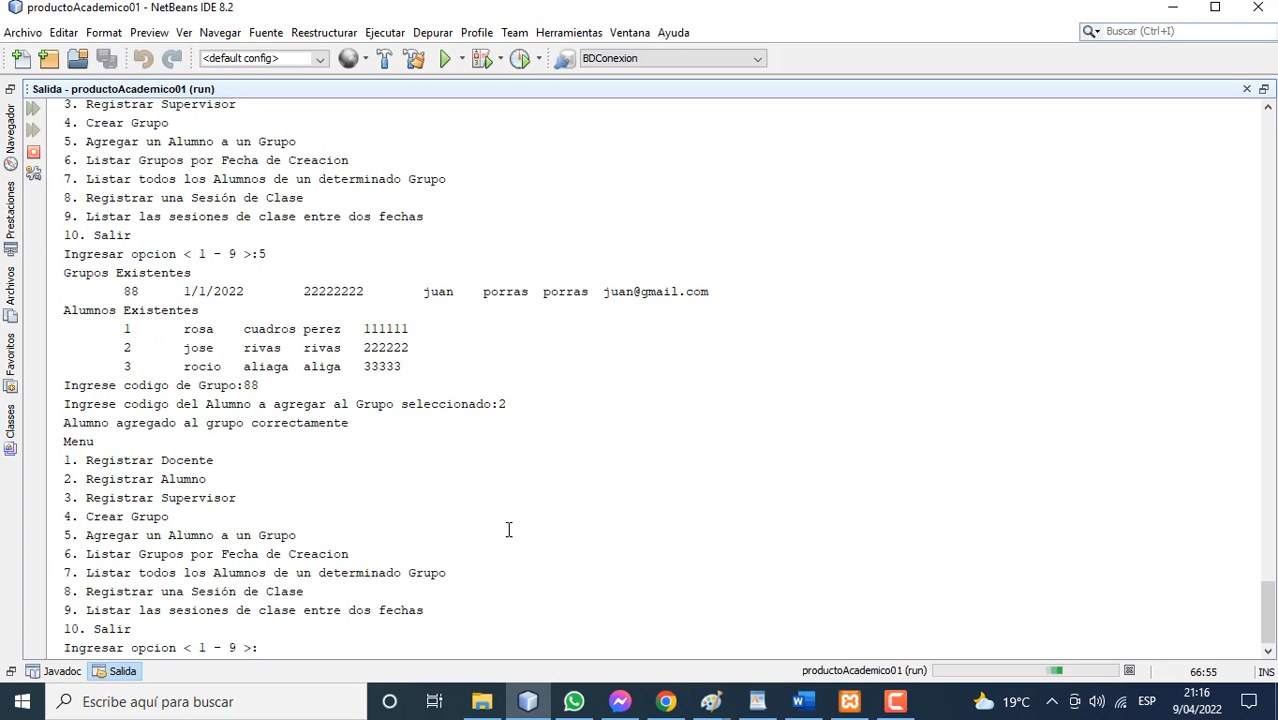 productoAcademico01 - NetBeans IDE 8.2
Archivo Editar Format Preview Ver Navegar Fuente Reestructurar Ejecutar Depurar Profile Team Herramientas Ventana Ayuda
Buscar (Ctrl+I)
<default config>
BDConexion
Salida - productoAcademico01 (run)
Navegador
Prestaciones
Archivos
Favoritos
Classes
3. Registrar Supervisor
4. Crear Grupo
5. Agregar un Alumno a un Grupo
6. Listar Grupos por Fecha de Creacion
7. Listar todos los Alumnos de un determinado Grupo
8. Registrar una Sesión de Clase
9. Listar las sesiones de clase entre dos fechas
10. Salir
Ingresar opcion < 1 - 9 >:5
Grupos Existentes
88 1/1/2022 22222222 juan porras porras juan@gmail.com
Alumnos Existentes
1 rosa cuadros perez 111111
2 jose rivas rivas 222222
3 rocio aliaga aliga 33333
Ingrese codigo de Grupo:88
Ingrese codigo del Alumno a agregar al Grupo seleccionado:2
Alumno agregado al grupo correctamente
Menu
1. Registrar Docente
2. Registrar Alumno
3. Registrar Supervisor
4. Crear Grupo
5. Agregar un Alumno a un Grupo
6. Listar Grupos por Fecha de Creacion
7. Listar todos los Alumnos de un determinado Grupo
8. Registrar una Sesión de Clase
9. Listar las sesiones de clase entre dos fechas
10. Salir
Ingresar opcion < 1 - 9 >:
Javadoc Salida
productoAcademico01 (run)
66:55
INS
Escribe aquí para buscar
19°C
ESP
21:16
9/04/2022